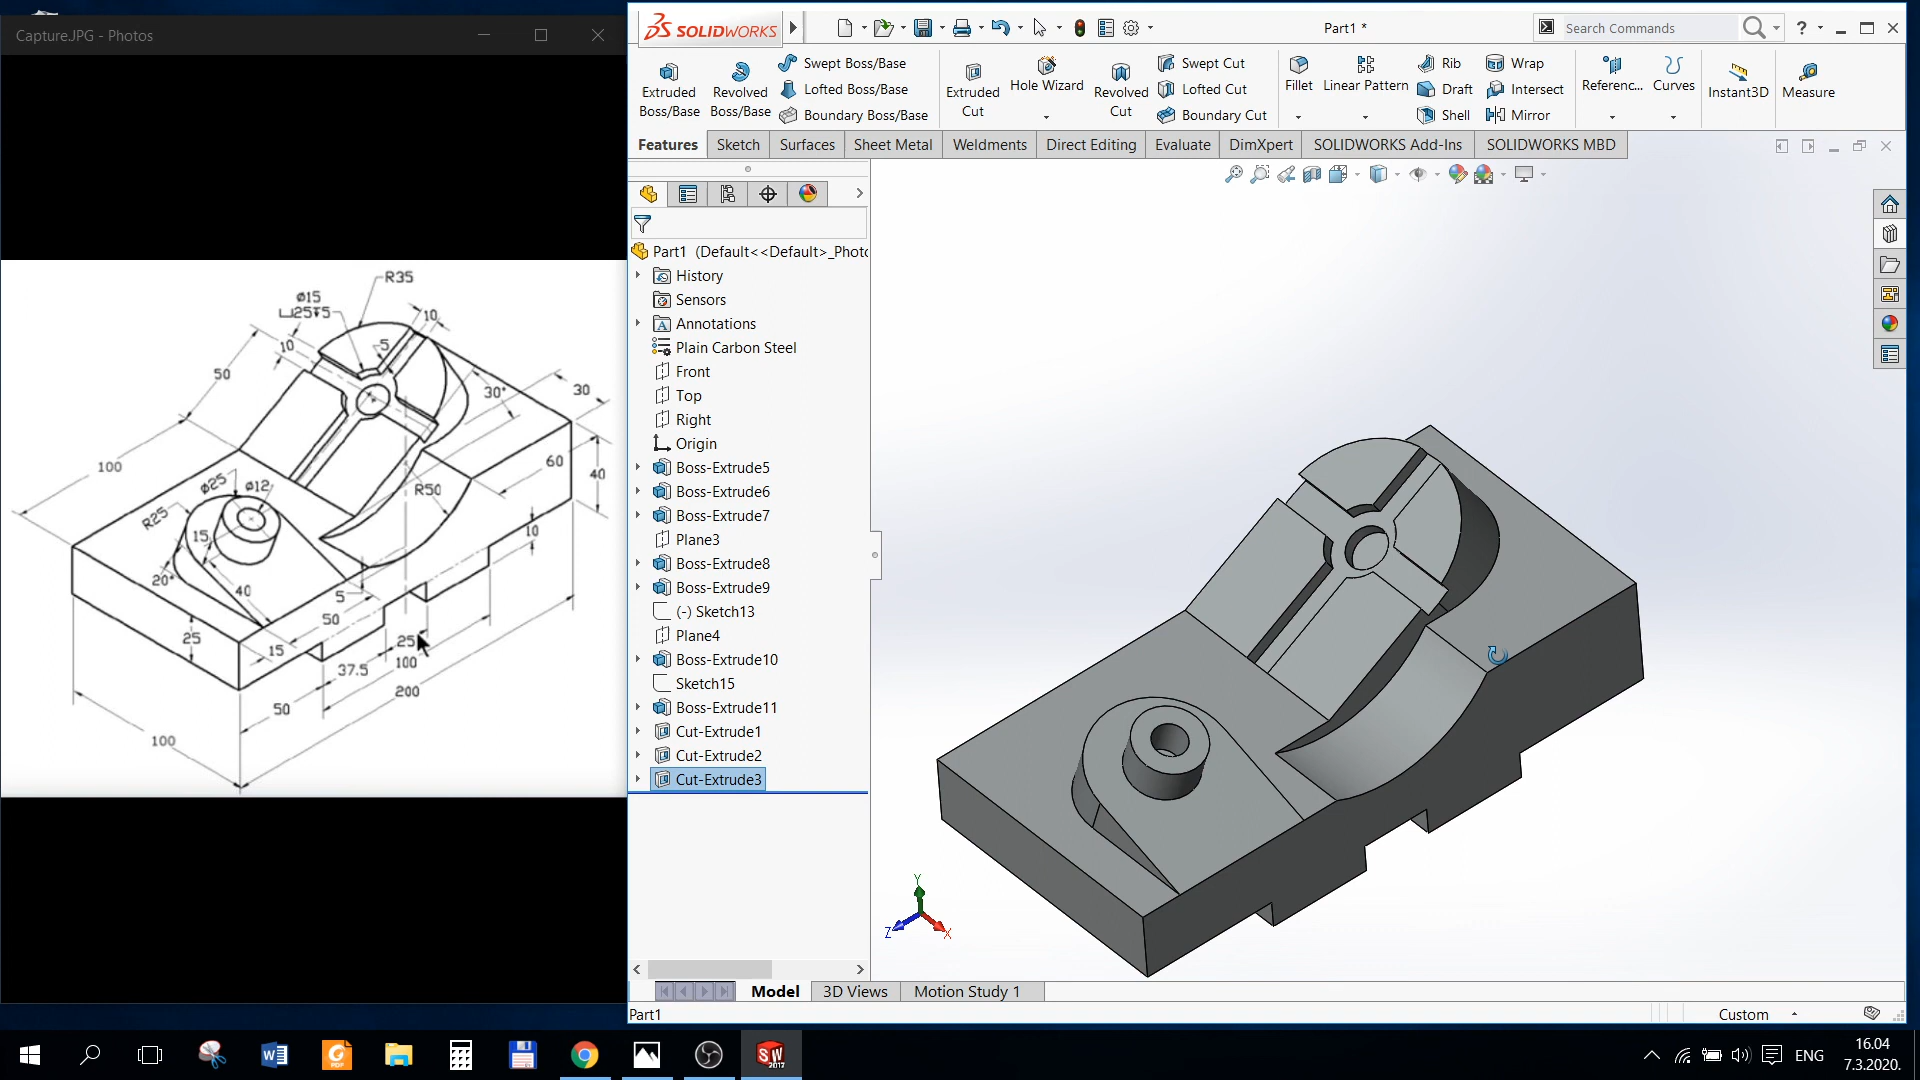 Capture.JPG - Photos
R35
ø15
⌴25↧5
10
10
5
50
30°
30
100
60
40
ø25
ø12
R50
R25
15
10
20°
40
5
50
25
15
25
37.5
100
50
200
100
SOLIDWORKS
Part1 *
Search Commands
?
Extruded Boss/Base
Revolved Boss/Base
Swept Boss/Base
Lofted Boss/Base
Boundary Boss/Base
Extruded Cut
Hole Wizard
Revolved Cut
Swept Cut
Lofted Cut
Boundary Cut
Fillet
Linear Pattern
Rib
Draft
Shell
Wrap
Intersect
Mirror
Referenc...
Curves
Instant3D
Measure
Features
Sketch
Surfaces
Sheet Metal
Weldments
Direct Editing
Evaluate
DimXpert
SOLIDWORKS Add-Ins
SOLIDWORKS MBD
Part1 (Default<<Default>_Phot
History
Sensors
Annotations
Plain Carbon Steel
Front
Top
Right
Origin
Boss-Extrude5
Boss-Extrude6
Boss-Extrude7
Plane3
Boss-Extrude8
Boss-Extrude9
(-) Sketch13
Plane4
Boss-Extrude10
Sketch15
Boss-Extrude11
Cut-Extrude1
Cut-Extrude2
Cut-Extrude3
Y
Z
X
Model
3D Views
Motion Study 1
Part1
Custom
SW
2017
ENG
16.04
7.3.2020.